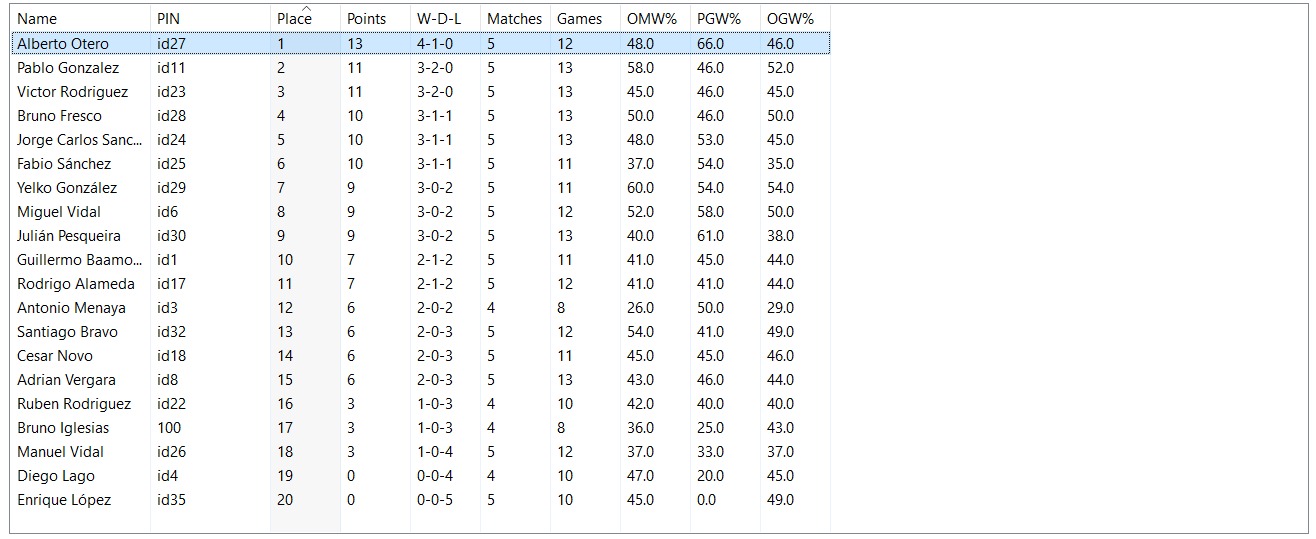 Name PIN Place Points W-D-L Matches Games OMW% PGW% OGW%
Alberto Otero id27 1 13 4-1-0 5 12 48.0 66.0 46.0
Pablo Gonzalez id11 2 11 3-2-0 5 13 58.0 46.0 52.0
Victor Rodriguez id23 3 11 3-2-0 5 13 45.0 46.0 45.0
Bruno Fresco id28 4 10 3-1-1 5 13 50.0 46.0 50.0
Jorge Carlos Sanc... id24 5 10 3-1-1 5 13 48.0 53.0 45.0
Fabio Sánchez id25 6 10 3-1-1 5 11 37.0 54.0 35.0
Yelko González id29 7 9 3-0-2 5 11 60.0 54.0 54.0
Miguel Vidal id6 8 9 3-0-2 5 12 52.0 58.0 50.0
Julián Pesqueira id30 9 9 3-0-2 5 13 40.0 61.0 38.0
Guillermo Baamo... id1 10 7 2-1-2 5 11 41.0 45.0 44.0
Rodrigo Alameda id17 11 7 2-1-2 5 12 41.0 41.0 44.0
Antonio Menaya id3 12 6 2-0-2 4 8 26.0 50.0 29.0
Santiago Bravo id32 13 6 2-0-3 5 12 54.0 41.0 49.0
Cesar Novo id18 14 6 2-0-3 5 11 45.0 45.0 46.0
Adrian Vergara id8 15 6 2-0-3 5 13 43.0 46.0 44.0
Ruben Rodriguez id22 16 3 1-0-3 4 10 42.0 40.0 40.0
Bruno Iglesias 100 17 3 1-0-3 4 8 36.0 25.0 43.0
Manuel Vidal id26 18 3 1-0-4 5 12 37.0 33.0 37.0
Diego Lago id4 19 0 0-0-4 4 10 47.0 20.0 45.0
Enrique López id35 20 0 0-0-5 5 10 45.0 0.0 49.0